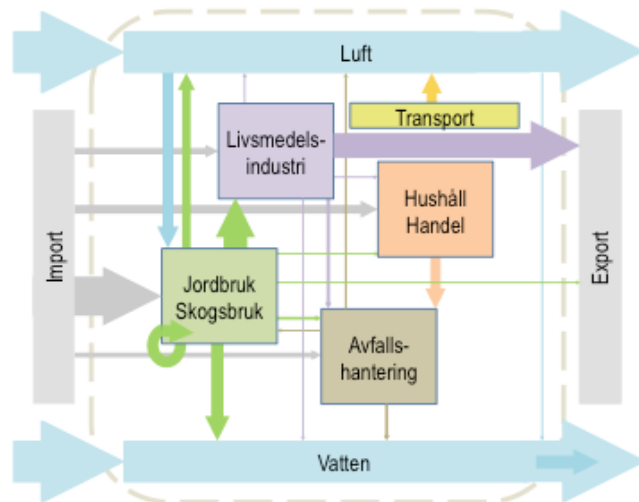 Luft
Transport
Livsmedels-
industri
Hushåll
Handel
Import
Export
Jordbruk
Skogsbruk
Avfalls-
hantering
Vatten